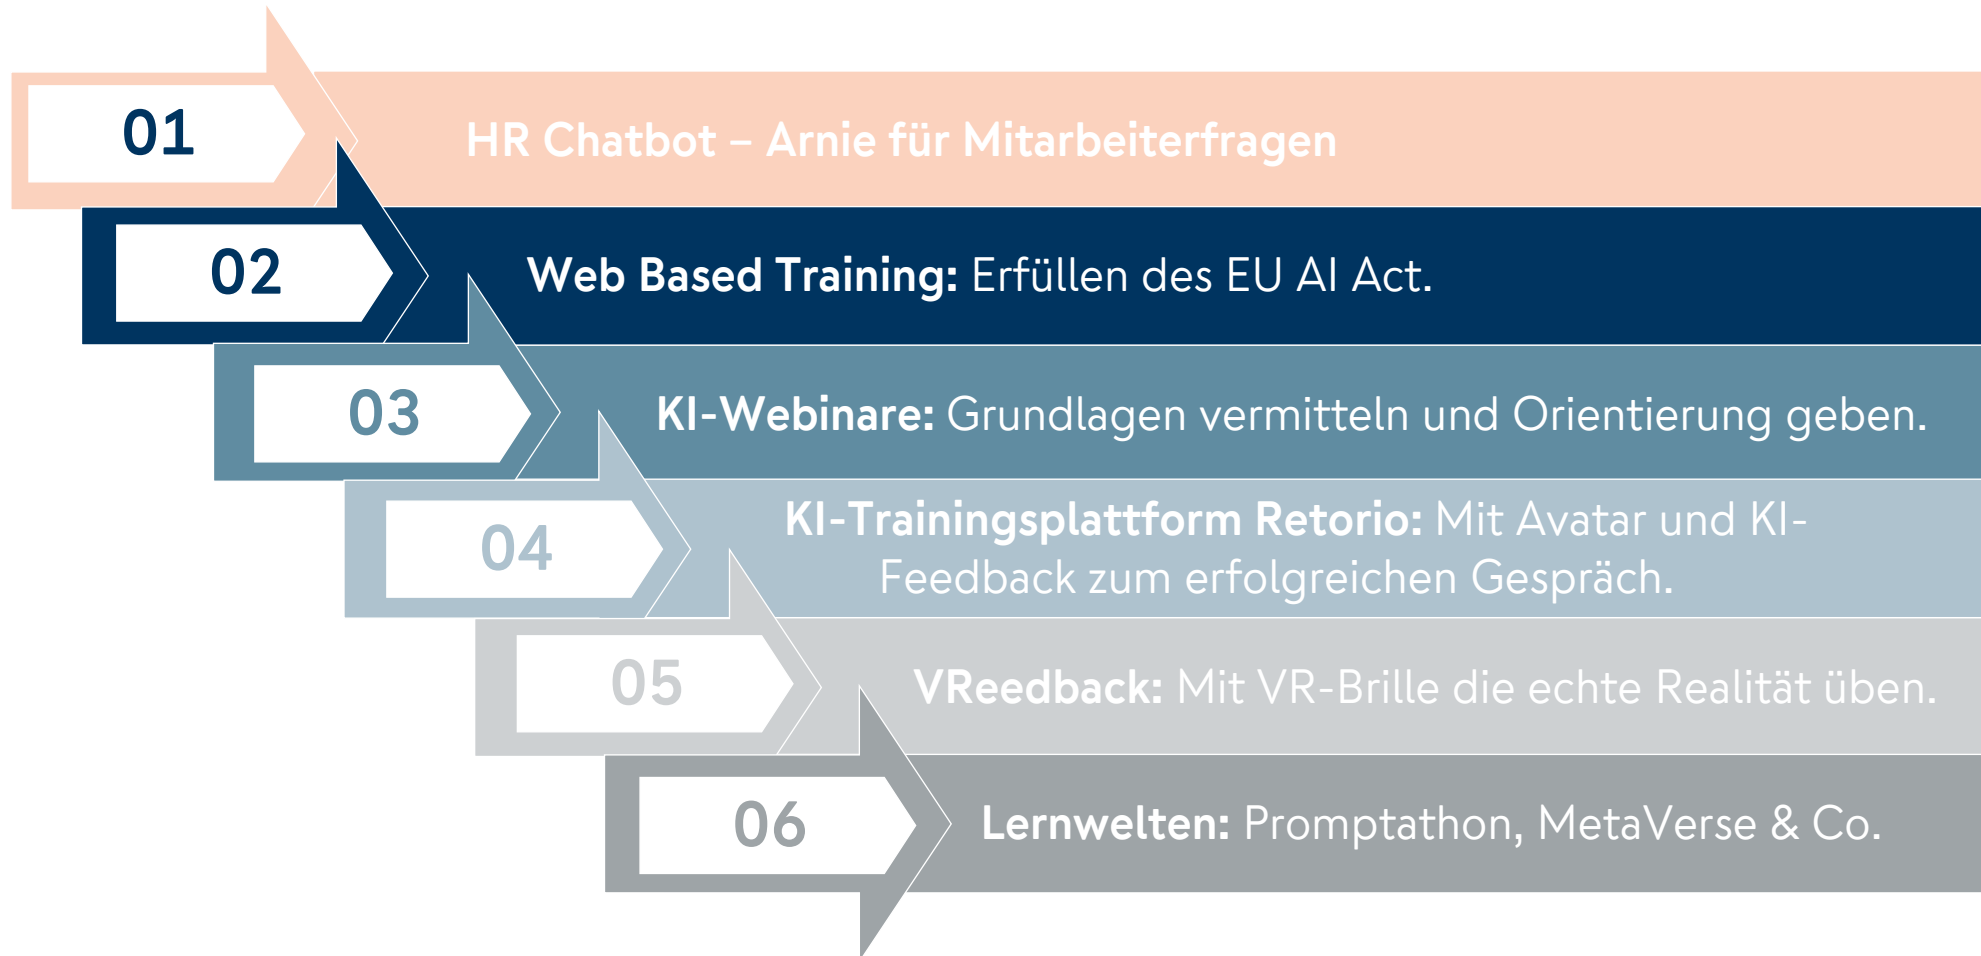 01
HR Chatbot – Arnie für Mitarbeiterfragen
02
Web Based Training: Erfüllen des EU AI Act.
03
KI-Webinare: Grundlagen vermitteln und Orientierung geben.
04
KI-Trainingsplattform Retorio: Mit Avatar und KI-
Feedback zum erfolgreichen Gespräch.
05
VReedback: Mit VR-Brille die echte Realität üben.
06
Lernwelten: Promptathon, MetaVerse & Co.